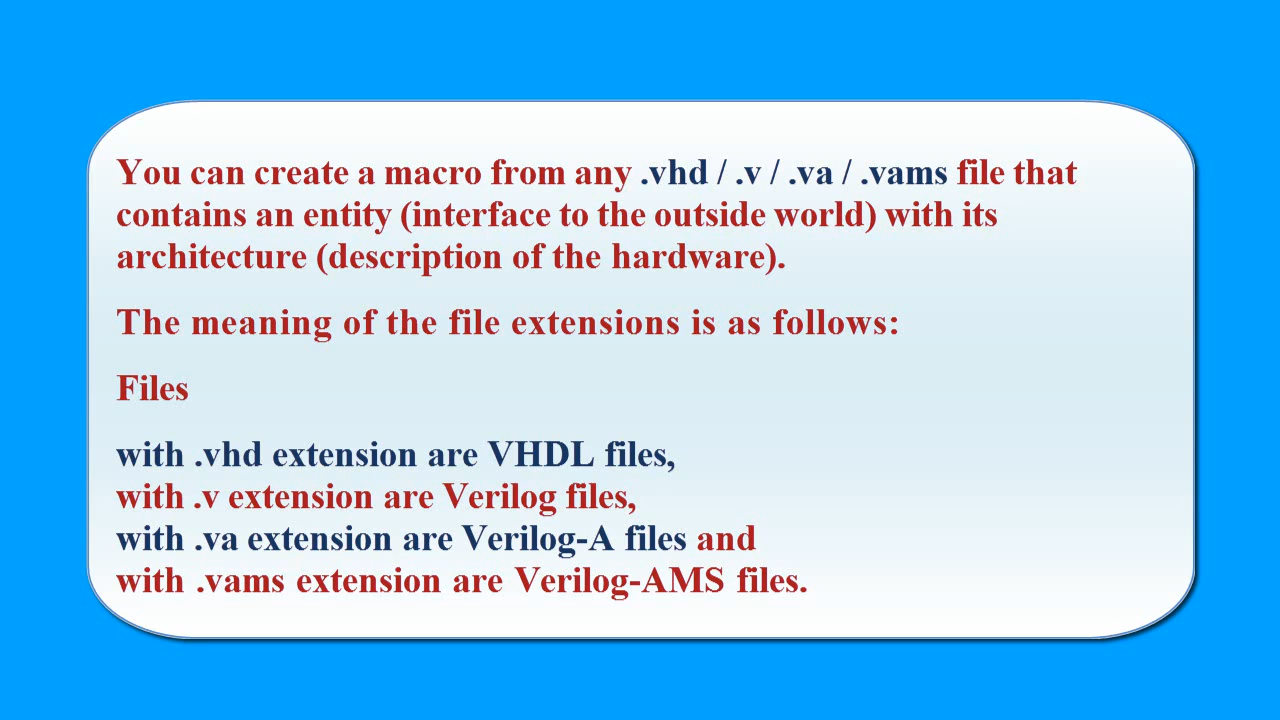 You can create a macro from any .vhd / .v / .va / .vams file that
contains an entity (interface to the outside world) with its
architecture (description of the hardware).
The meaning of the file extensions is as follows:
Files
with .vhd extension are VHDL files,
with .v extension are Verilog files,
with .va extension are Verilog-A files and
with .vams extension are Verilog-AMS files.